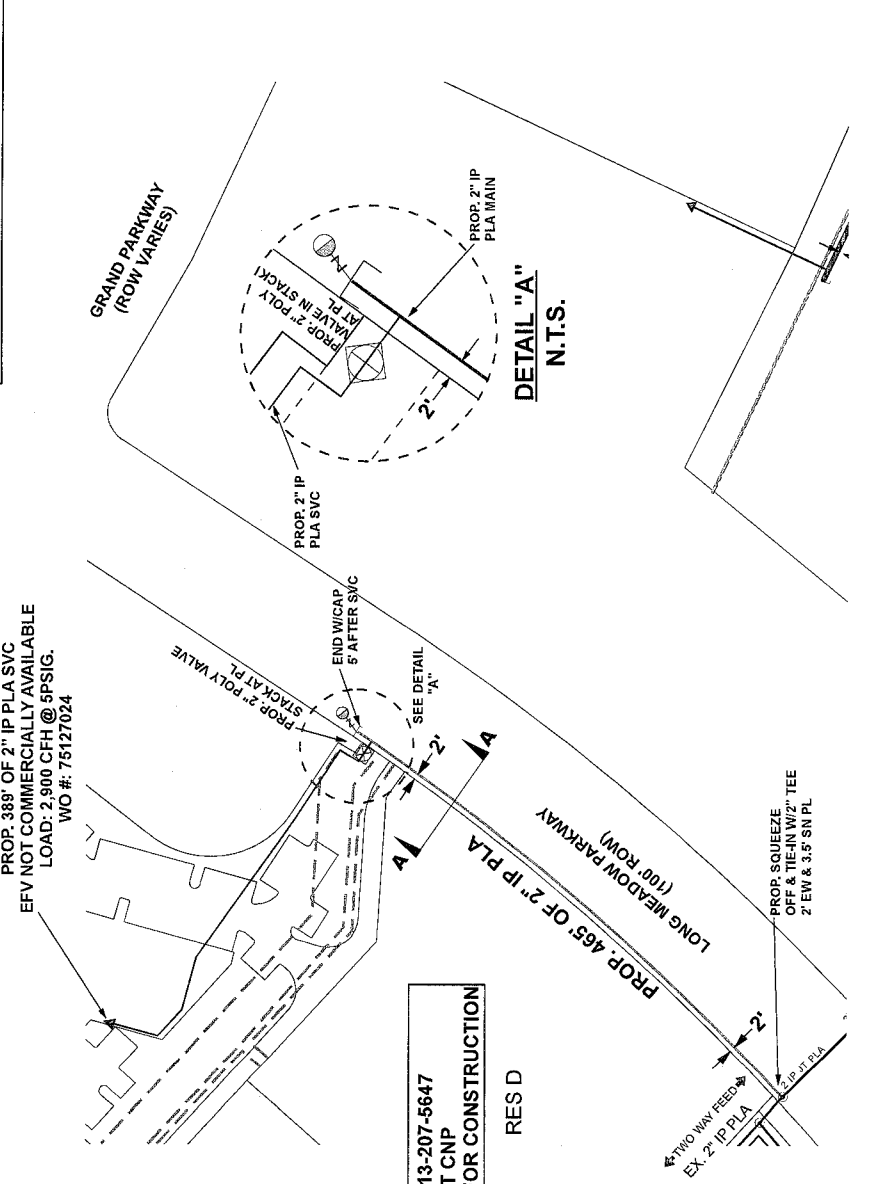 PROP. 389' OF 2" IP PLA SVC
EFV NOT COMMERCIALLY AVAILABLE
LOAD: 2,900 CFH @ 5PSIG.
WO #: 75127024
GRAND PARKWAY
(ROW VARIES)
PROP. 2" POLY
VALVE IN STACK
AT PL
PROP. 2" IP
PLA MAIN
2'
PROP. 2" IP
PLA SVC
DETAIL "A"
N.T.S.
PROP. 2" POLY VALVE
STACK AT PL
END W/CAP
5' AFTER SVC
SEE DETAIL
"A"
2'
A
A
PROP. 465' OF 2" IP PLA
LONG MEADOW PARKWAY
(100' ROW)
PROP. SQUEEZE
OFF & TIE-IN W/2" TEE
2' EW & 3.5' SN PL
2'
2 IP JT PLA
TWO WAY FEED
EX. 2" IP PLA
13-207-5647
T CNP
FOR CONSTRUCTION
RES D